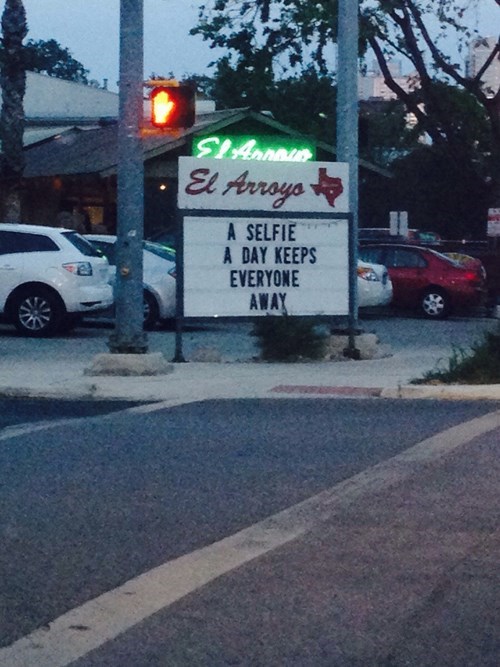 El Arroyo
El Arroyo
A SELFIE
A DAY KEEPS
EVERYONE
AWAY